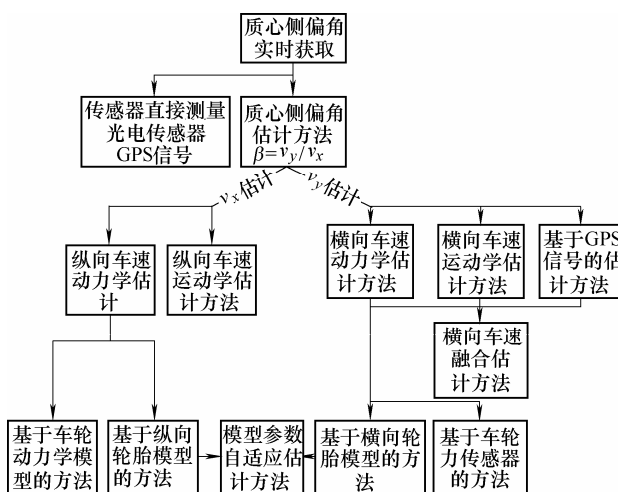 质心侧偏角
实时获取
传感器直接测量
光电传感器
GPS信号
质心侧偏角
估计方法
β=vy/vx
vx估计
vy估计
纵向车速
动力学估
计
纵向车速
运动学估
计方法
横向车速
动力学估
计方法
横向车速
运动学估
计方法
基于GPS
信号的估
计方法
横向车速
融合估
计方法
基于车轮
动力学模
型的方法
基于纵向
轮胎模型
的方法
模型参数
自适应估
计方法
基于横向轮
胎模型的方
法
基于车轮
力传感器
的方法